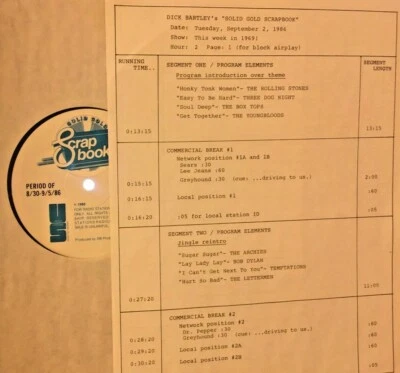 SOLID GOLD
Scrap
book
PERIOD OF
8/30-9/5/86
US
DICK BARTLEY's "SOLID GOLD SCRAPBOOK"
Date: Tuesday, September 2, 1986
Show: (This week in 1969)
Hour: 2 Page: 1 (for block airplay)
RUNNING
TIME..
SEGMENT ONE / PROGRAM ELEMENTS
SEGMENT
LENGTH
Program introduction over theme
"Honky Tonk Women"- THE ROLLING STONES
"Easy To Be Hard"- THREE DOG NIGHT
"Soul Deep"- THE BOX TOPS
"Get Together"- THE YOUNGBLOODS
0:13:15
13:15
COMMERCIAL BREAK #1
Network position #1A and 1B
Sears :30
Lee Jeans :60
Greyhound :30 (cue: ...driving to us.)
0:15:15
2:00
Local position #1
0:16:15
:60
:05 for local station ID
0:16:20
:05
SEGMENT TWO / PROGRAM ELEMENTS
Jingle reintro
"Sugar Sugar"- THE ARCHIES
"Lay Lady Lay"- BOB DYLAN
"I Can't Get Next To You"- TEMPTATIONS
"Hurt So Bad"- THE LETTERMEN
0:27:20
11:00
COMMERCIAL BREAK #2
Network position #2
Dr. Pepper :30
Greyhound :30 (cue: ...driving to us.)
0:28:20
:60
Local position #2A
0:29:20
:60
Local position #2B
0:30:20
:60